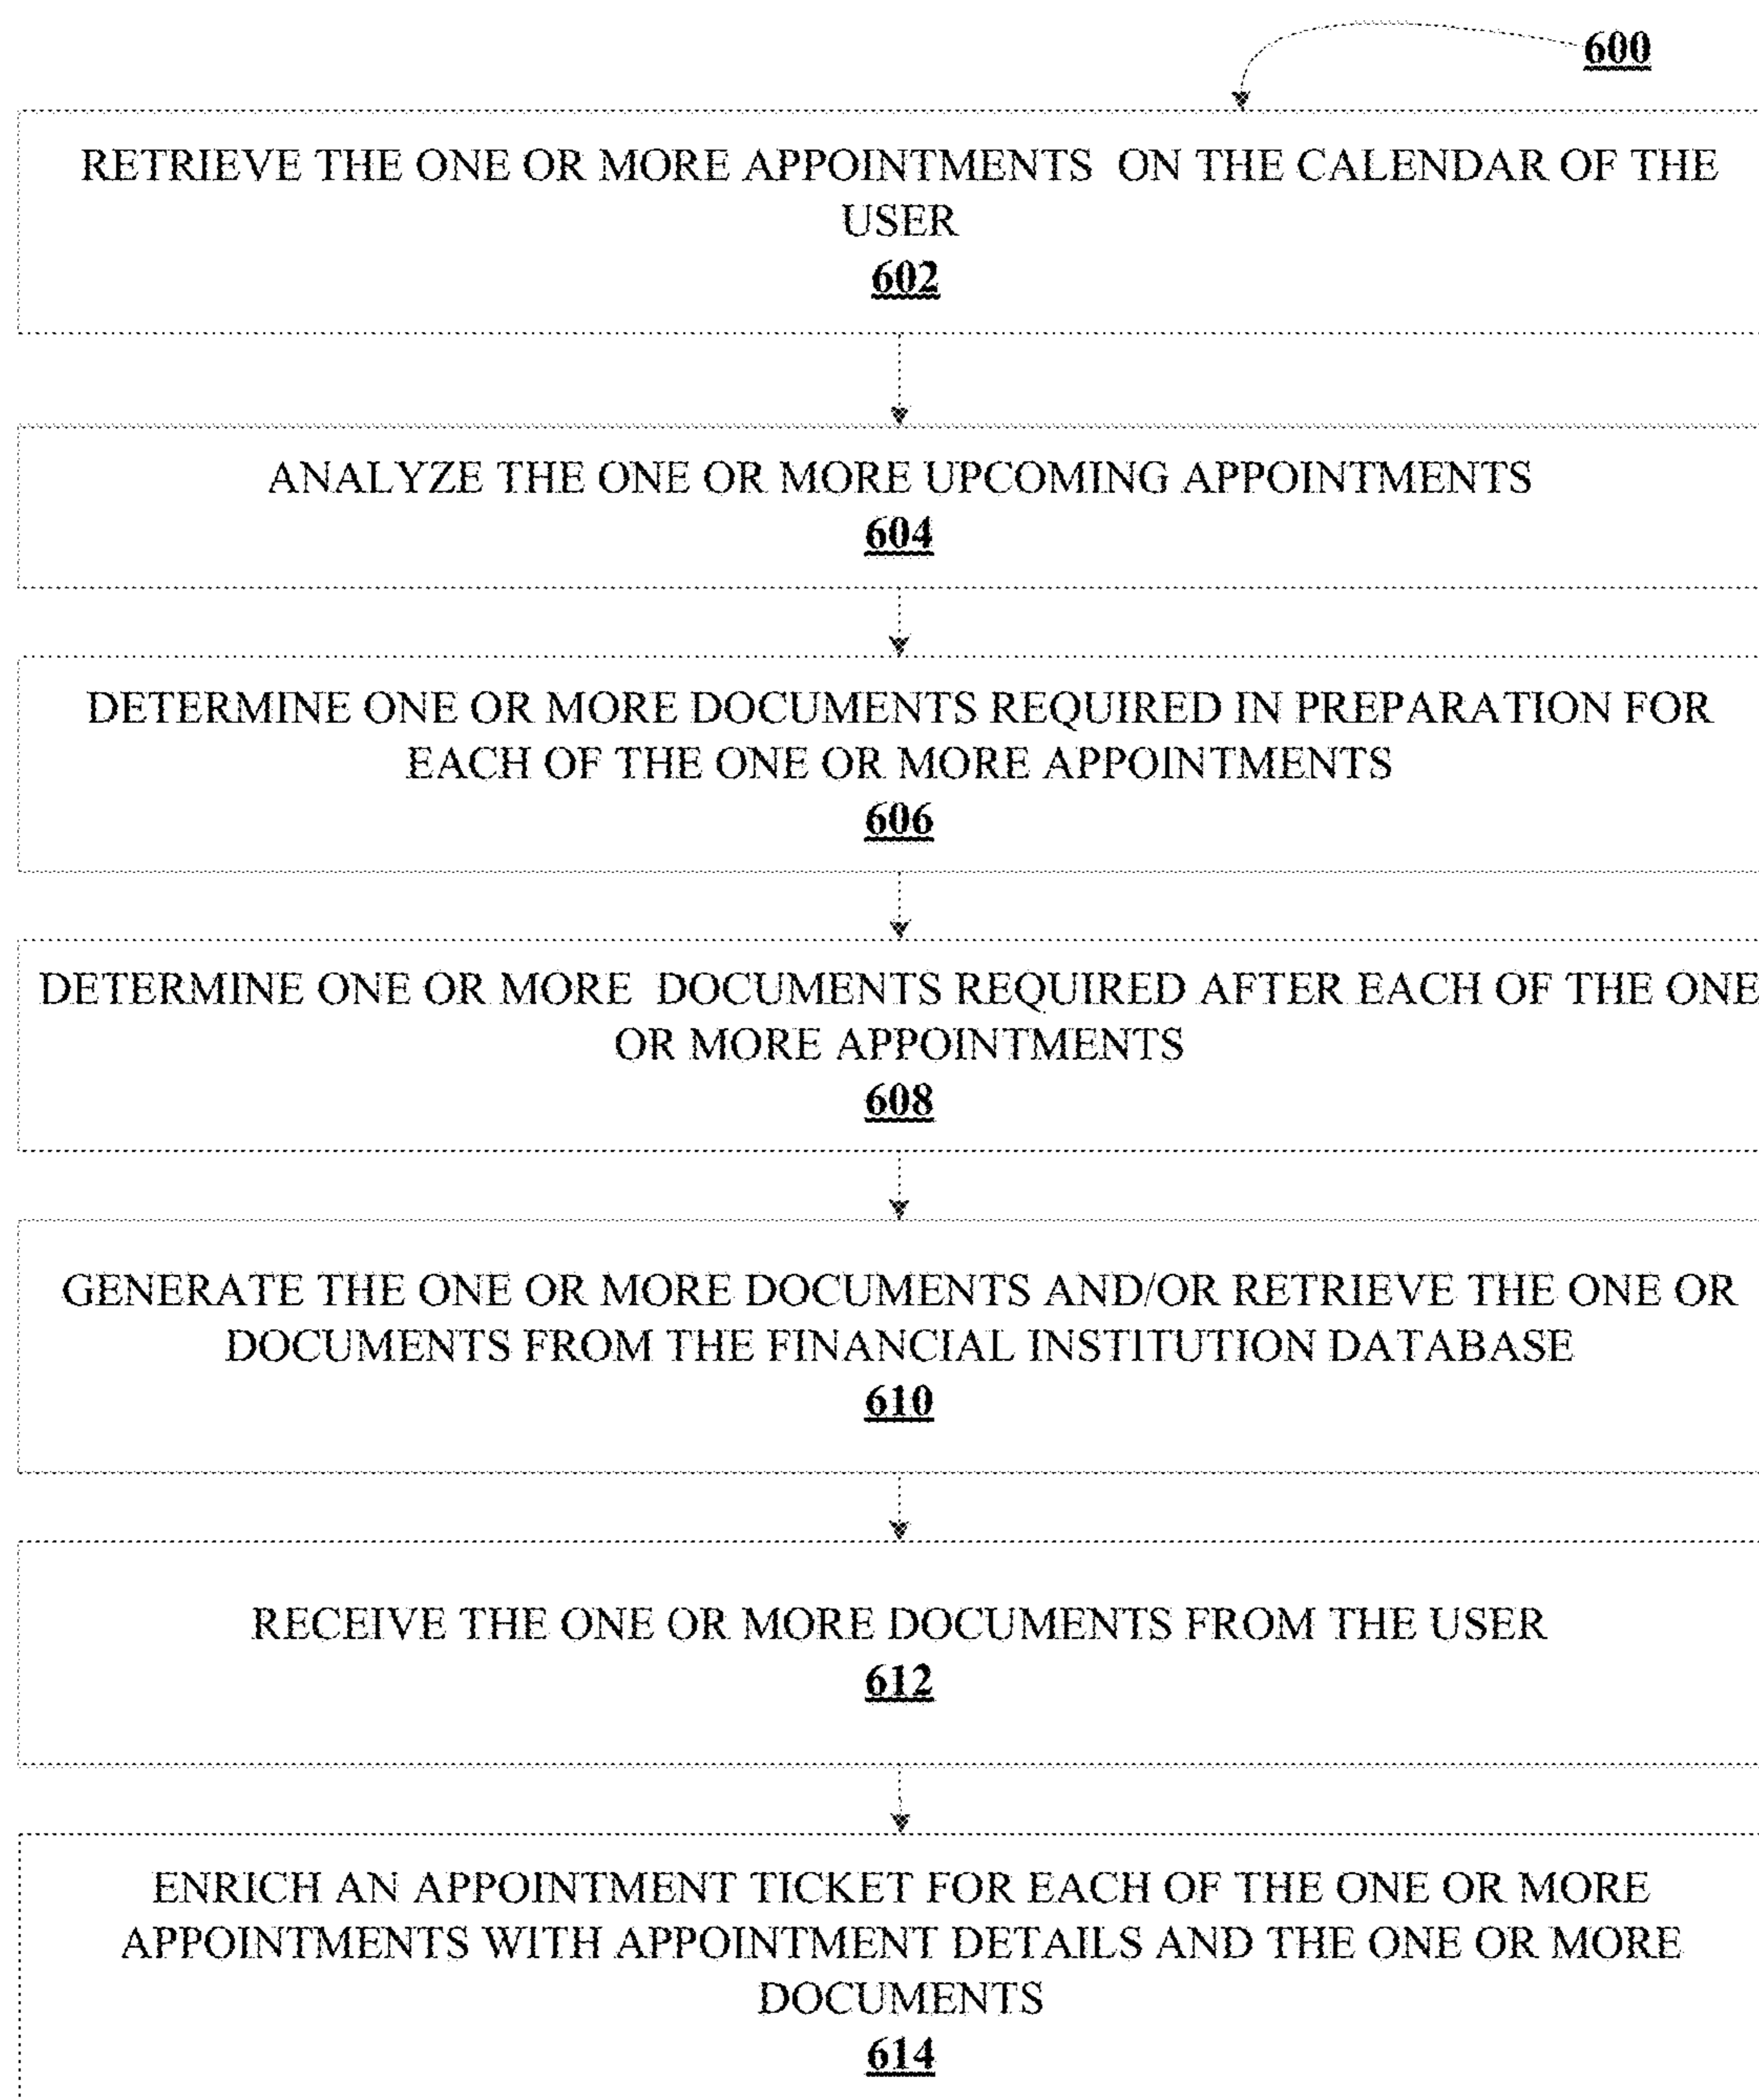 600
RETRIEVE THE ONE OR MORE APPOINTMENTS ON THE CALENDAR OF THE
USER
602
ANALYZE THE ONE OR MORE UPCOMING APPOINTMENTS
604
DETERMINE ONE OR MORE DOCUMENTS REQUIRED IN PREPARATION FOR
EACH OF THE ONE OR MORE APPOINTMENTS
606
DETERMINE ONE OR MORE DOCUMENTS REQUIRED AFTER EACH OF THE ONE
OR MORE APPOINTMENTS
608
GENERATE THE ONE OR MORE DOCUMENTS AND/OR RETRIEVE THE ONE OR
DOCUMENTS FROM THE FINANCIAL INSTITUTION DATABASE
610
RECEIVE THE ONE OR MORE DOCUMENTS FROM THE USER
612
ENRICH AN APPOINTMENT TICKET FOR EACH OF THE ONE OR MORE
APPOINTMENTS WITH APPOINTMENT DETAILS AND THE ONE OR MORE
DOCUMENTS
614